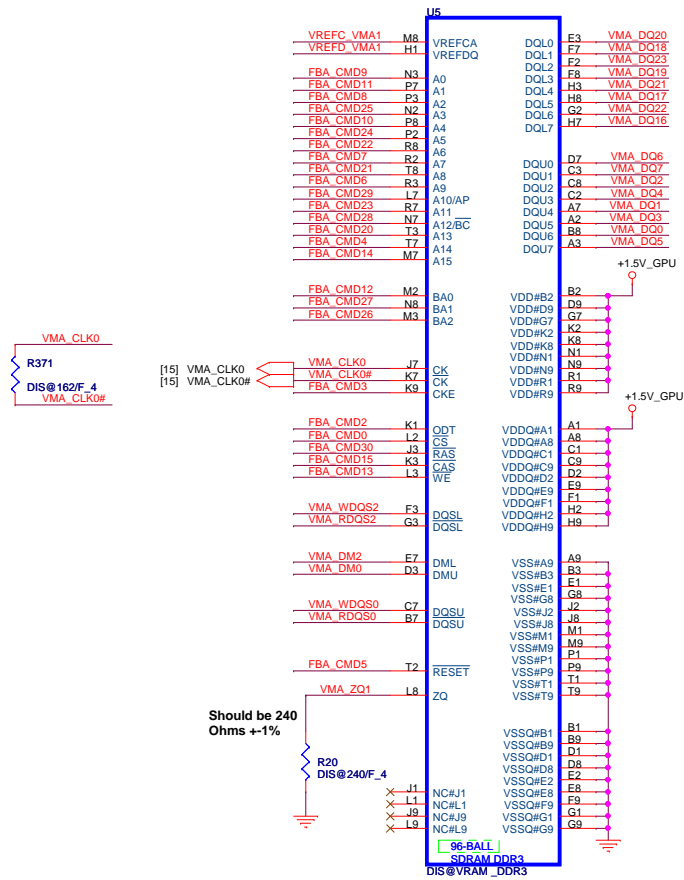 U5
VREFC_VMA1 M8 VREFCA DQL0 E3 VMA_DQ20
VREFD_VMA1 H1 VREFDQ DQL1 F7 VMA_DQ18
DQL2 F2 VMA_DQ23
FBA_CMD9 N3 A0 DQL3 F8 VMA_DQ19
FBA_CMD11 P7 A1 DQL4 H3 VMA_DQ21
FBA_CMD8 P3 A2 DQL5 H8 VMA_DQ17
FBA_CMD25 N2 A3 DQL6 G2 VMA_DQ22
FBA_CMD10 P8 A4 DQL7 H7 VMA_DQ16
FBA_CMD24 P2 A5
FBA_CMD22 R8 A6
FBA_CMD7 R2 A7 DQU0 D7 VMA_DQ6
FBA_CMD21 T8 A8 DQU1 C3 VMA_DQ7
FBA_CMD6 R3 A9 DQU2 C8 VMA_DQ2
FBA_CMD29 L7 A10/AP DQU3 C2 VMA_DQ4
FBA_CMD23 R7 A11 DQU4 A7 VMA_DQ1
FBA_CMD28 N7 A12/BC DQU5 A2 VMA_DQ3
FBA_CMD20 T3 A13 DQU6 B8 VMA_DQ0
FBA_CMD4 T7 A14 DQU7 A3 VMA_DQ5
FBA_CMD14 M7 A15
+1.5V_GPU
FBA_CMD12 M2 BA0 VDD#B2 B2
FBA_CMD27 N8 BA1 VDD#D9 D9
FBA_CMD26 M3 BA2 VDD#G7 G7
VDD#K2 K2
VMA_CLK0 VDD#K8 K8
VDD#N1 N1
R371 [15] VMA_CLK0 VMA_CLK0 J7 CK VDD#N9 N9
[15] VMA_CLK0# VMA_CLK0# K7 CK VDD#R1 R1
DIS@162/F_4 FBA_CMD3 K9 CKE VDD#R9 R9
VMA_CLK0#
+1.5V_GPU
FBA_CMD2 K1 ODT VDDQ#A1 A1
FBA_CMD0 L2 CS VDDQ#A8 A8
FBA_CMD30 J3 RAS VDDQ#C1 C1
FBA_CMD15 K3 CAS VDDQ#C9 C9
FBA_CMD13 L3 WE VDDQ#D2 D2
VDDQ#E9 E9
VDDQ#F1 F1
VMA_WDQS2 F3 DQSL VDDQ#H2 H2
VMA_RDQS2 G3 DQSL VDDQ#H9 H9
VMA_DM2 E7 DML VSS#A9 A9
VMA_DM0 D3 DMU VSS#B3 B3
VSS#E1 E1
VSS#G8 G8
VMA_WDQS0 C7 DQSU VSS#J2 J2
VMA_RDQS0 B7 DQSU VSS#J8 J8
VSS#M1 M1
VSS#M9 M9
VSS#P1 P1
FBA_CMD5 T2 RESET VSS#P9 P9
VSS#T1 T1
VMA_ZQ1 L8 ZQ VSS#T9 T9
Should be 240
Ohms +-1%
VSSQ#B1 B1
VSSQ#B9 B9
VSSQ#D1 D1
R20 VSSQ#D8 D8
DIS@240/F_4 VSSQ#E2 E2
J1 NC#J1 VSSQ#E8 E8
L1 NC#L1 VSSQ#F9 F9
J9 NC#J9 VSSQ#G1 G1
L9 NC#L9 VSSQ#G9 G9
96-BALL
SDRAM DDR3
DIS@VRAM _DDR3